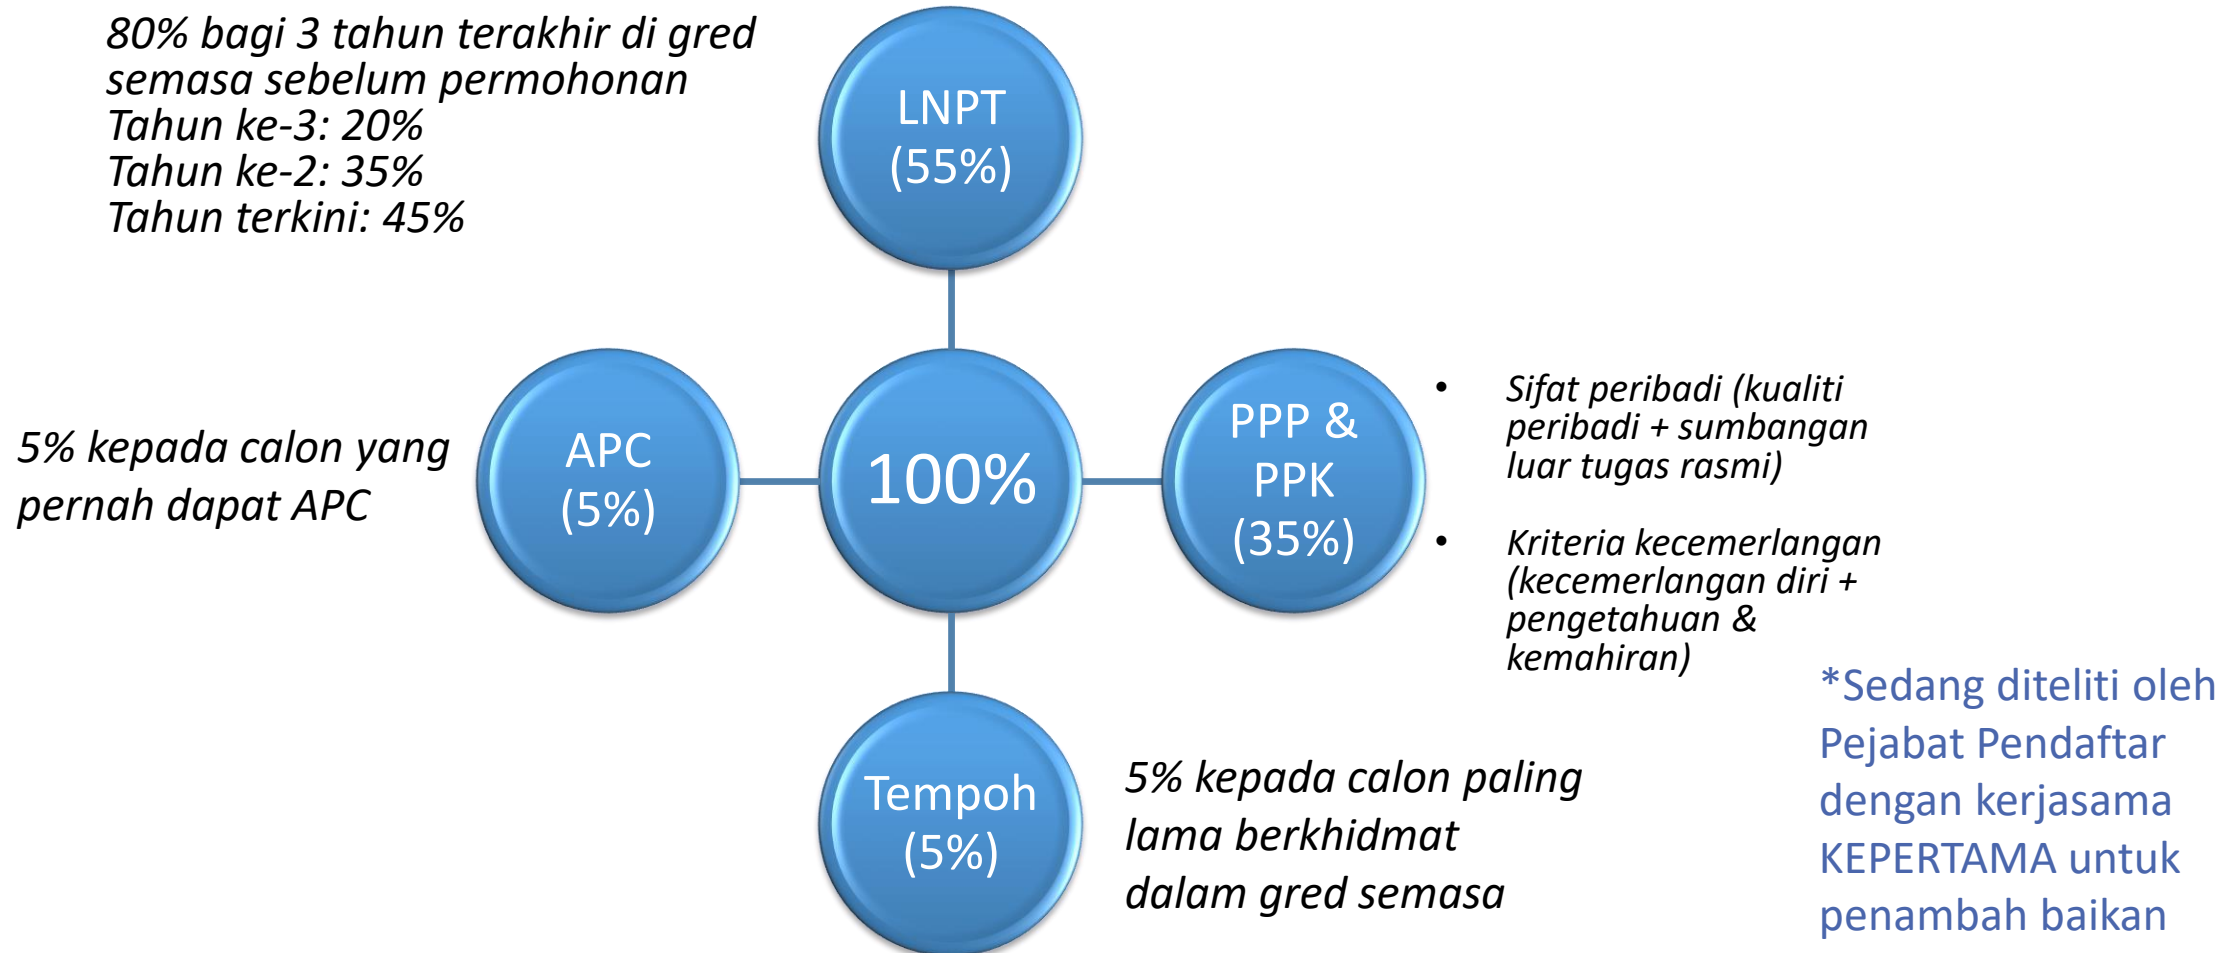 80% bagi 3 tahun terakhir di gred
semasa sebelum permohonan
Tahun ke-3: 20%
Tahun ke-2: 35%
Tahun terkini: 45%
LNPT
(55%)
5% kepada calon yang
pernah dapat APC
APC
(5%)
100%
PPP &
PPK
(35%)
• Sifat peribadi (kualiti
peribadi + sumbangan
luar tugas rasmi)
• Kriteria kecemerlangan
(kecemerlangan diri +
pengetahuan &
kemahiran)
Tempoh
(5%)
5% kepada calon paling
lama berkhidmat
dalam gred semasa
*Sedang diteliti oleh
Pejabat Pendaftar
dengan kerjasama
KEPERTAMA untuk
penambah baikan